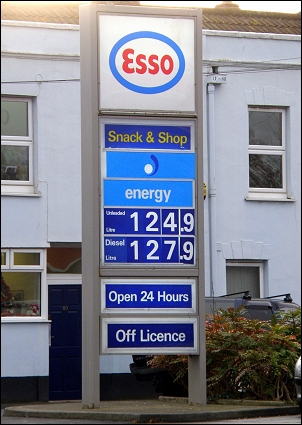 Esso
Snack & Shop
energy
Unleaded 124.9
Litre
Diesel 127.9
Litre
Open 24 Hours
Off Licence